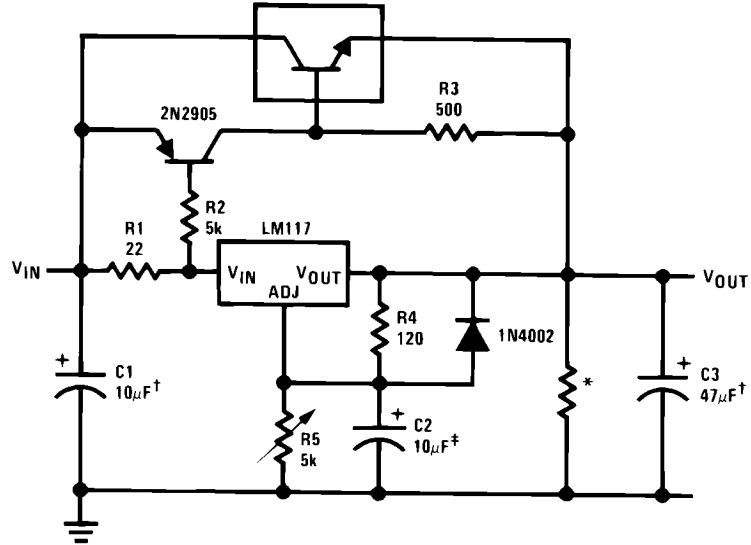 2N2905
R3
500
R2
5k
R1
22
LM117
VIN
VIN
VOUT
ADJ
VOUT
R4
120
1N4002
C1
10μF†
R5
5k
C2
10μF‡
*
C3
47μF†